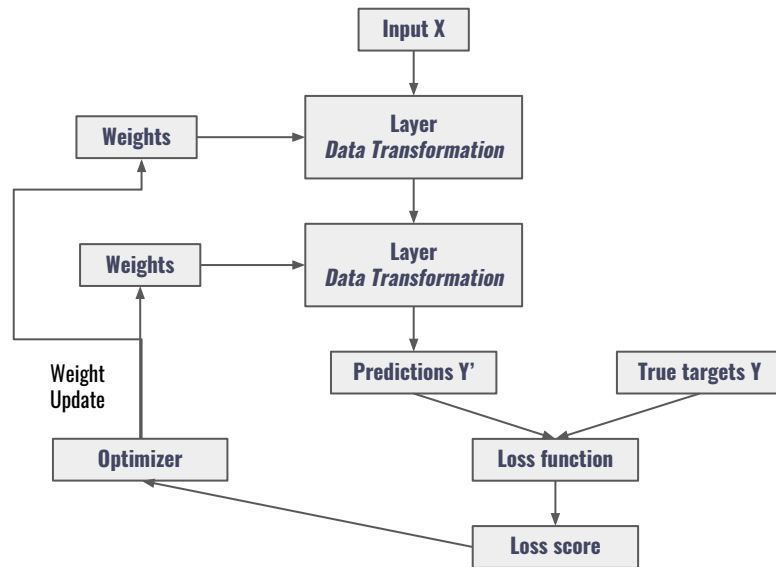 Input X
Layer
Data Transformation
Weights
Layer
Data Transformation
Weights
Predictions Y’
True targets Y
Weight
Update
Optimizer
Loss function
Loss score